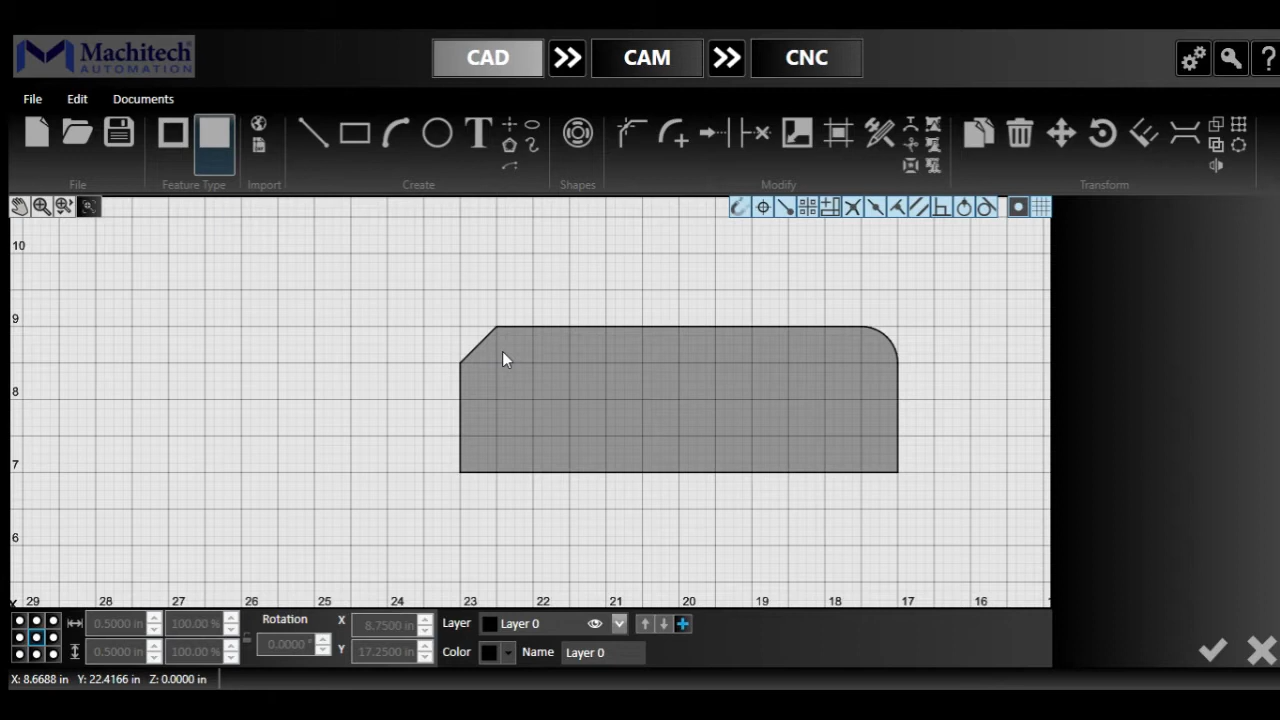 Machitech
AUTOMATION
CAD
CAM
CNC
File Edit Documents
File
Feature Type
Import
Create
Shapes
Modify
Transform
10
9
8
7
6
X 29 28 27 26 25 24 23 22 21 20 19 18 17 16
0.5000 in 100.00 %
Rotation
X 8.7500 in
Layer Layer 0
0.5000 in 100.00 %
0.0000 °
Y 17.2500 in
Color
Name Layer 0
X: 8.6688 in Y: 22.4166 in Z: 0.0000 in